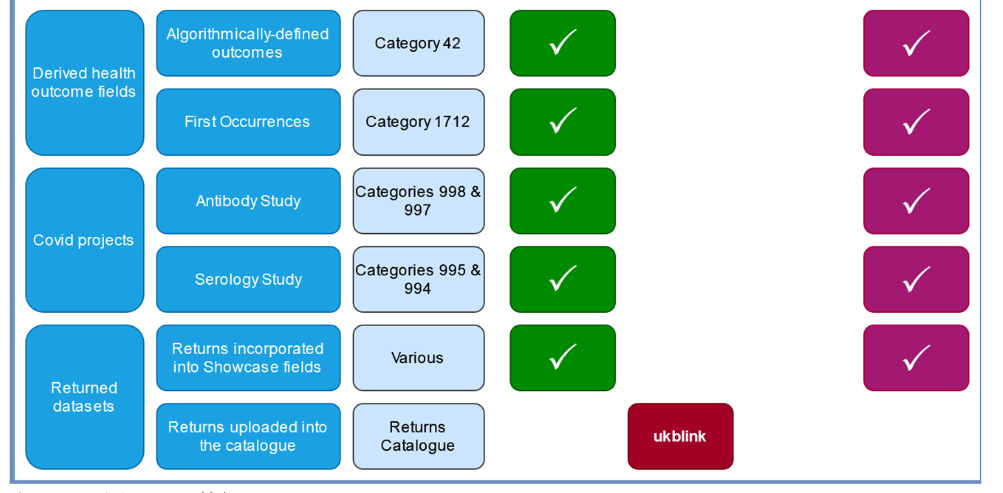 Algorithmically-defined
outcomes
Category 42
Derived health
outcome fields
First Occurrences
Category 1712
Antibody Study
Categories 998 &
997
Covid projects
Serology Study
Categories 995 &
994
Returns incorporated
into Showcase fields
Various
Returned
datasets
Returns uploaded into
the catalogue
Returns
Catalogue
ukblink